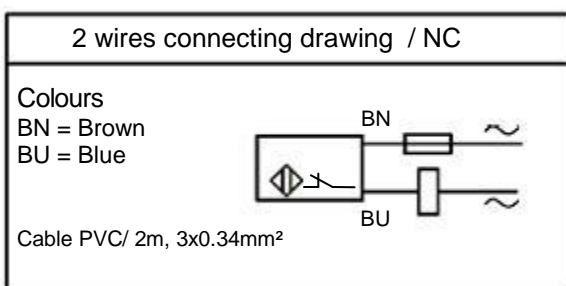 2 wires connecting drawing / NC
Colours
BN = Brown
BU = Blue
BN
BU
Cable PVC/ 2m, 3x0.34mm²